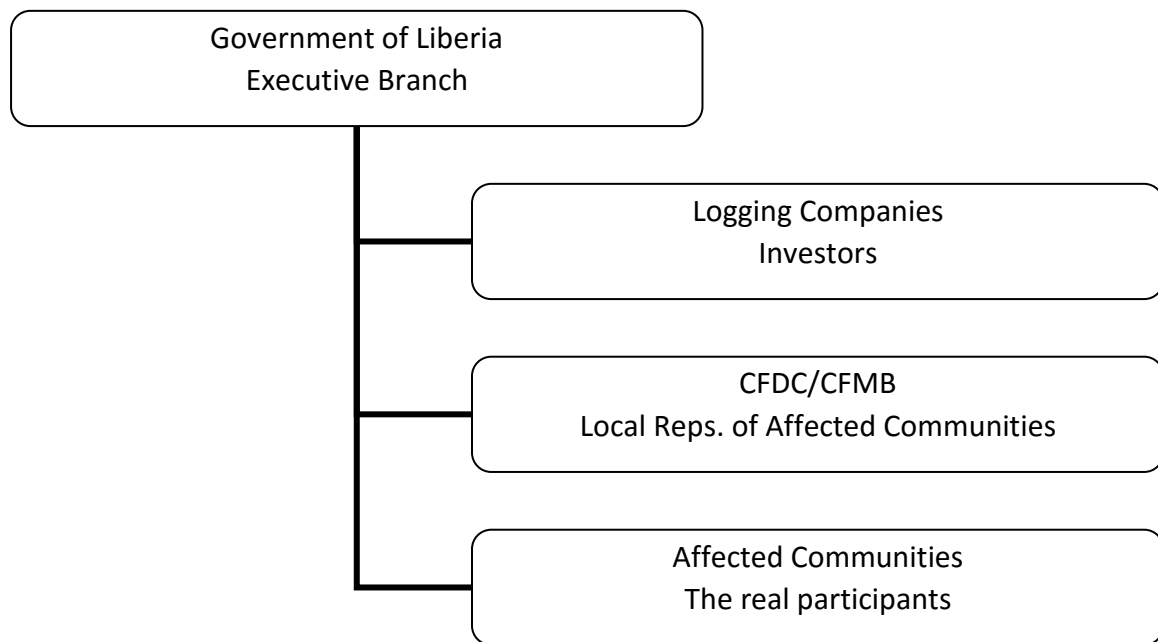 Government of Liberia
Executive Branch
Logging Companies
Investors
CFDC/CFMB
Local Reps. of Affected Communities
Affected Communities
The real participants